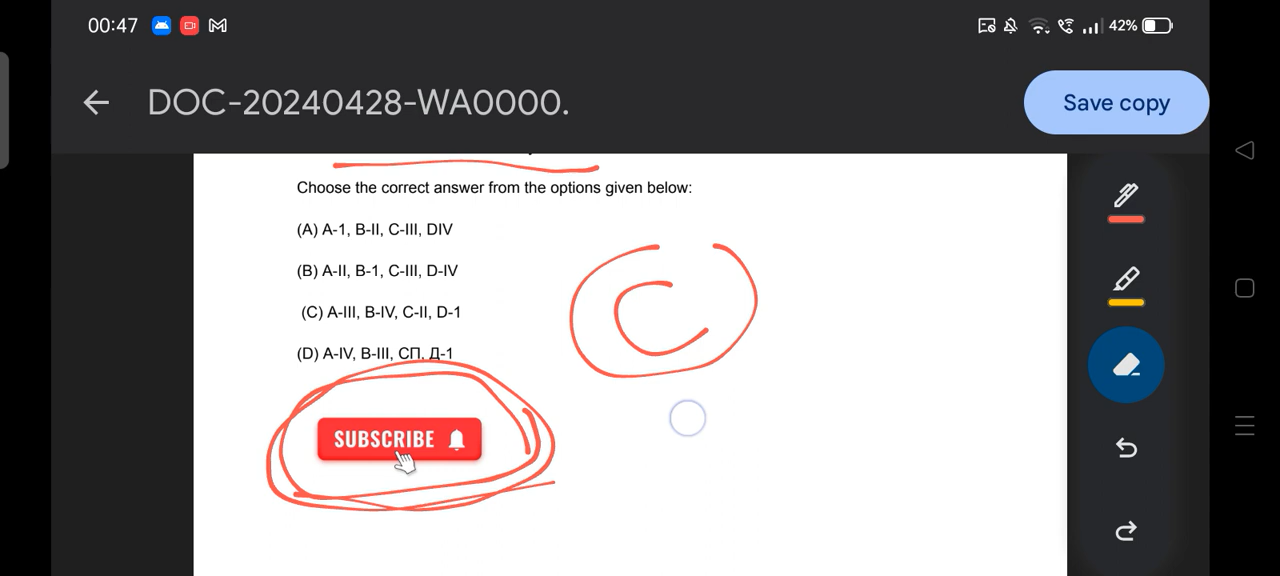 00:47
42%
DOC-20240428-WA0000.
Save copy
Choose the correct answer from the options given below:
(A) A-1, B-II, C-III, DIV
(B) A-II, B-1, C-III, D-IV
(C) A-III, B-IV, C-II, D-1
(D) A-IV, B-III, СП, Д-1
C
SUBSCRIBE